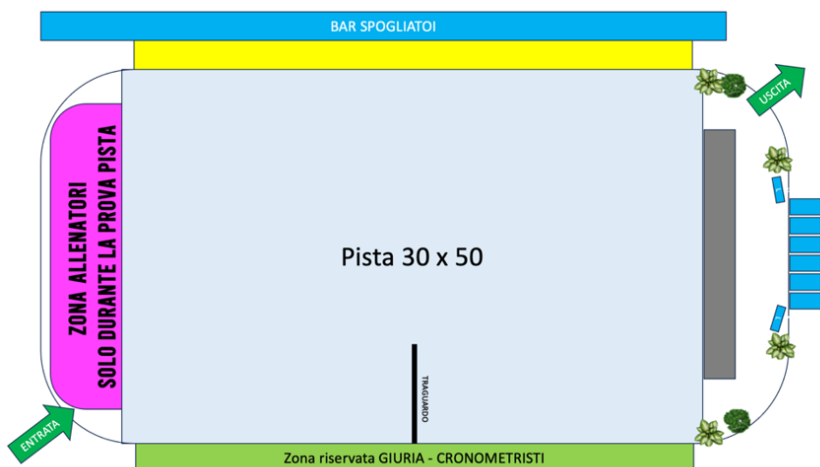 BAR SPOGLIATOI
USCITA
ZONA ALLENATORI
SOLO DURANTE LA PROVA PISTA
Pista 30 x 50
TRAGUARDO
ENTRATA
Zona riservata GIURIA - CRONOMETRISTI